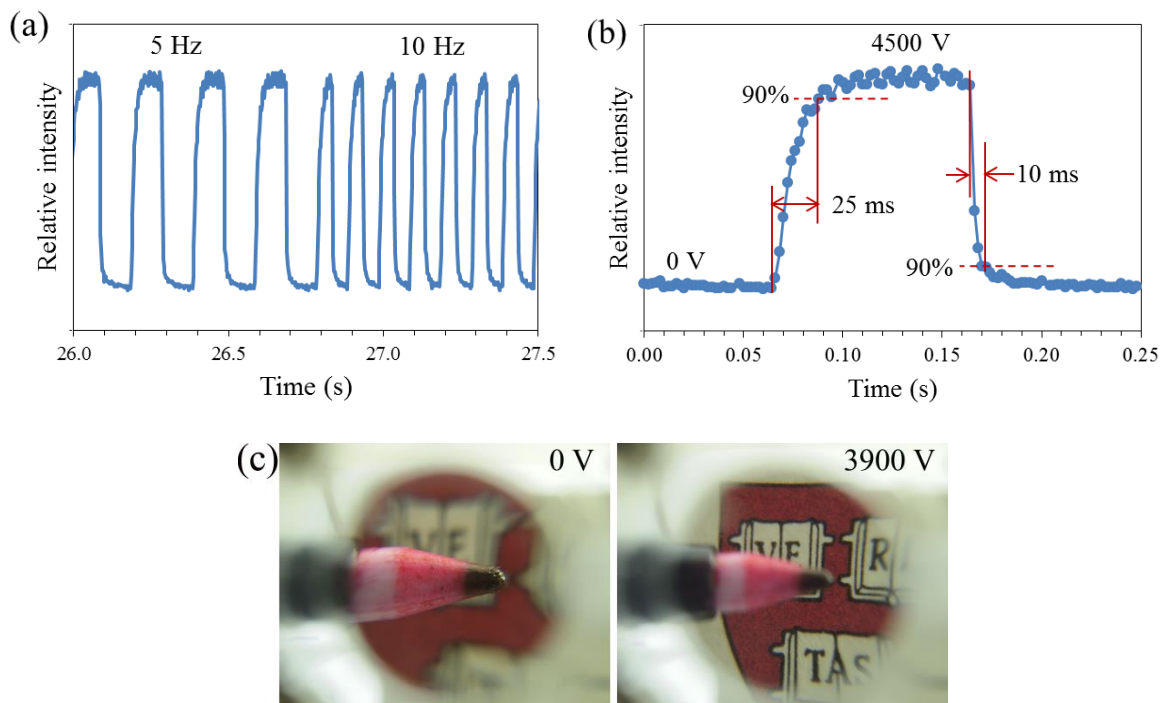 (a)
5 Hz
10 Hz
Relative intensity
26.0
26.5
27.0
27.5
Time (s)
(b)
4500 V
90%
25 ms
10 ms
0 V
90%
Relative intensity
0.00
0.05
0.10
0.15
0.20
0.25
Time (s)
(c)
0 V
VE
3900 V
VE
R
TAS